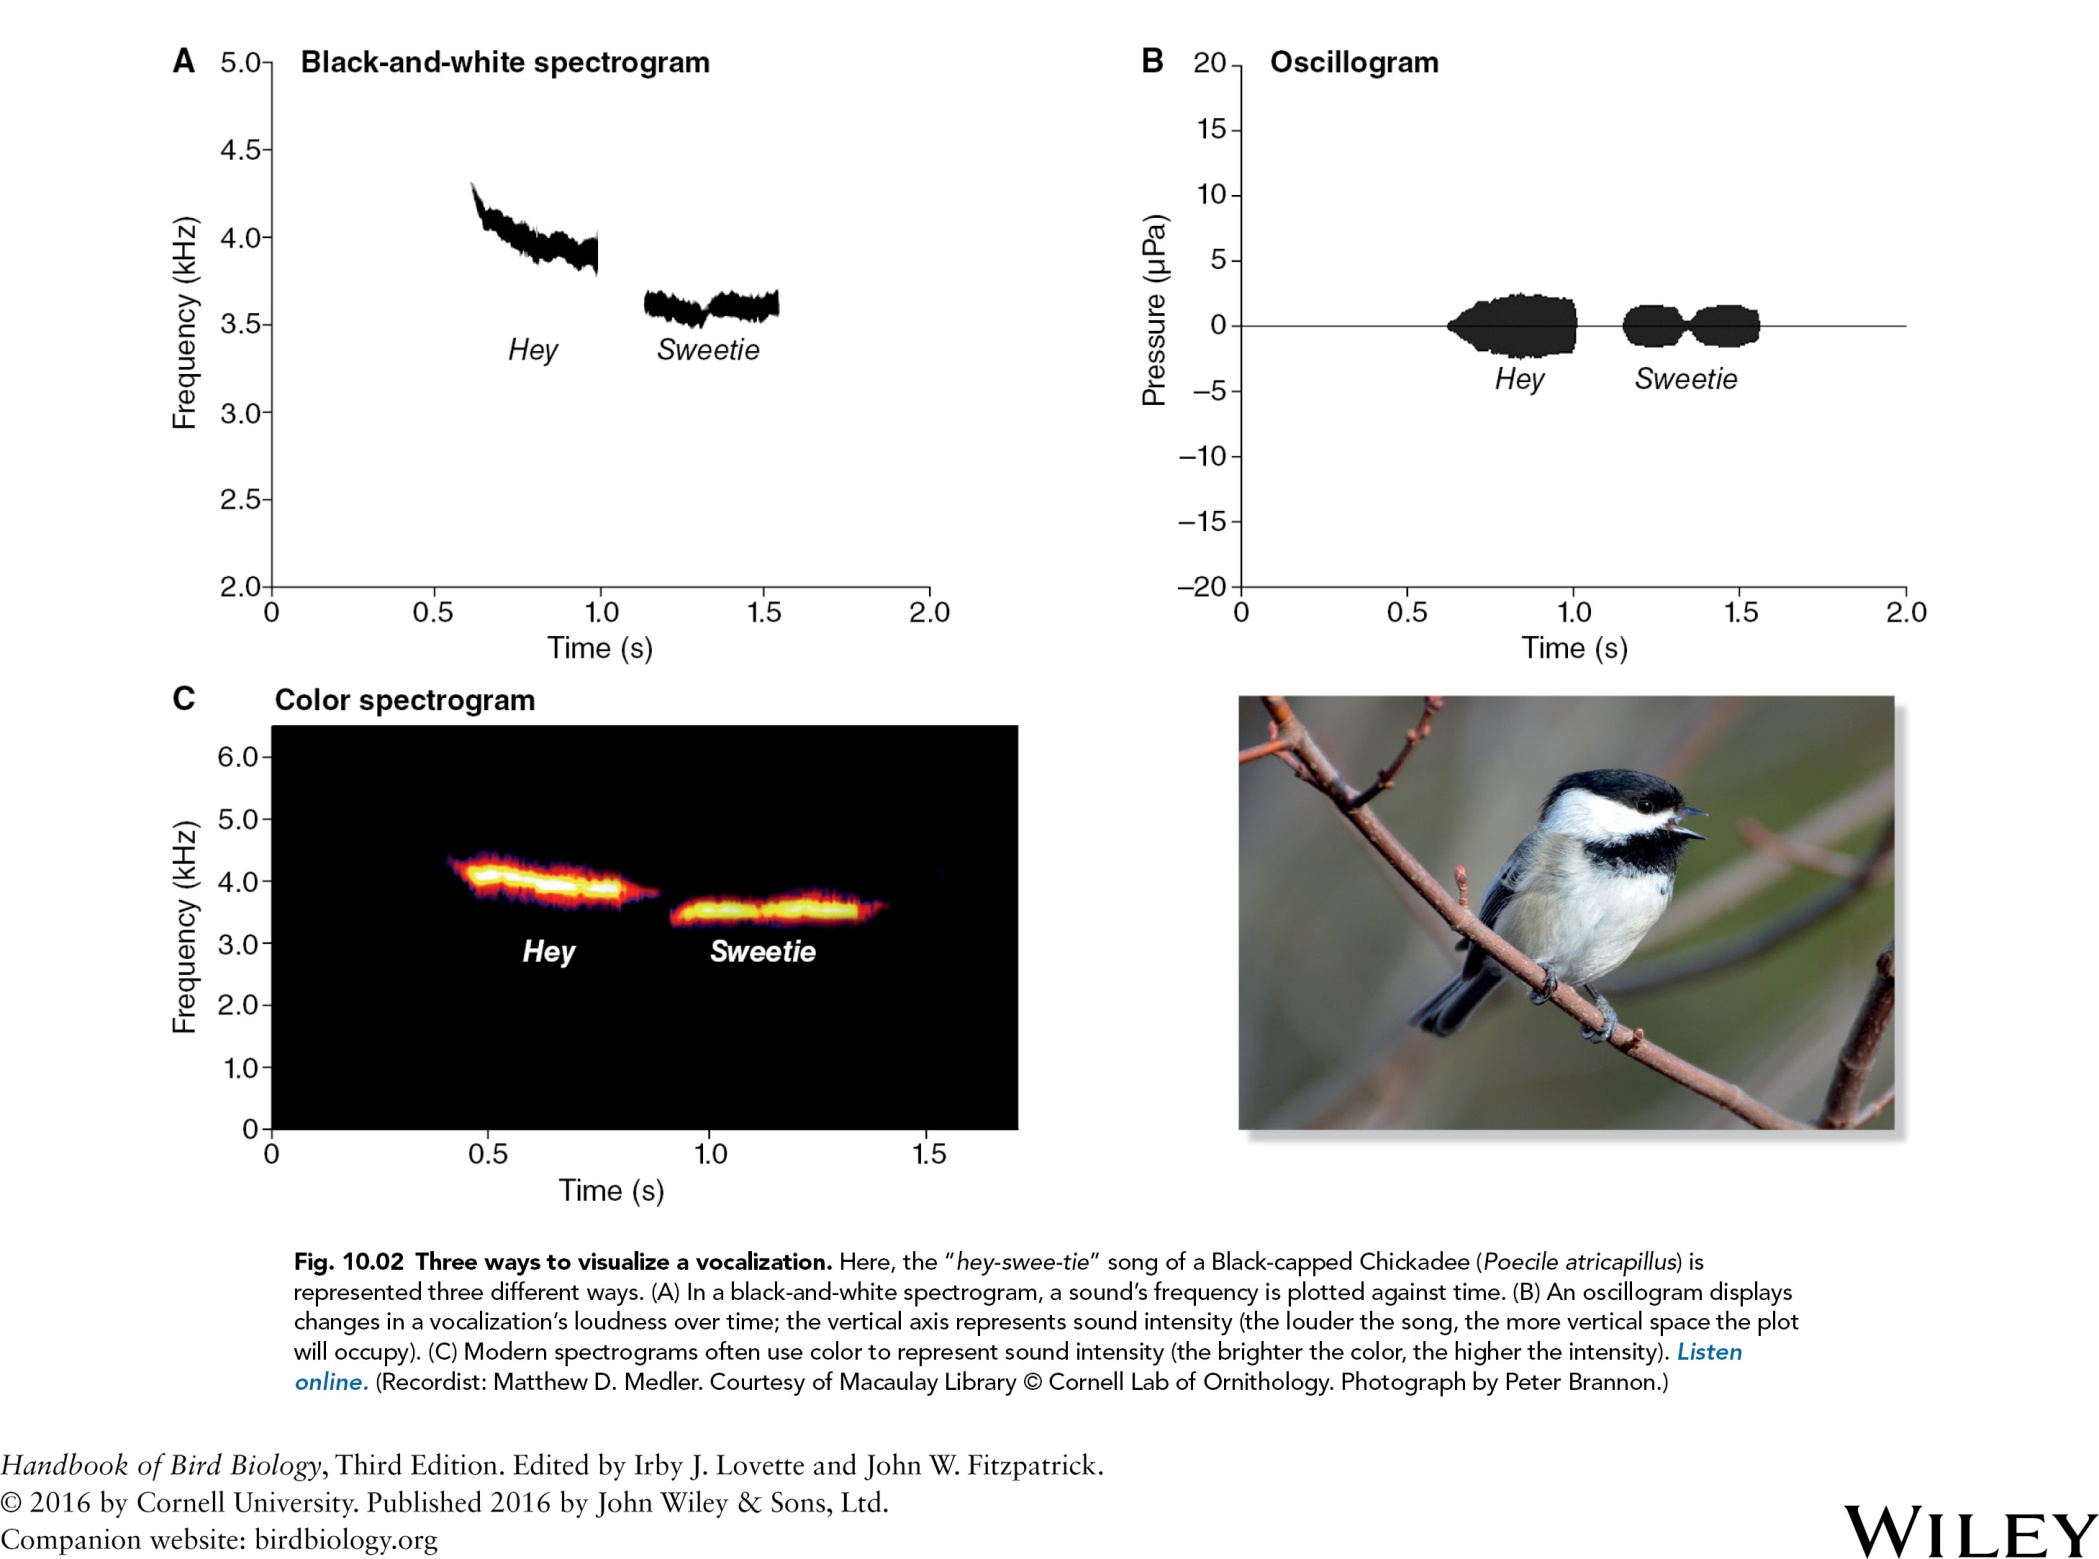 A Black-and-white spectrogram
5.0
4.5
4.0
3.5
3.0
2.5
2.0
Frequency (kHz)
Hey
Sweetie
0 0.5 1.0 1.5 2.0
Time (s)
B Oscillogram
20
15
10
5
0
–5
–10
–15
–20
Pressure (µPa)
Hey
Sweetie
0 0.5 1.0 1.5 2.0
Time (s)
C Color spectrogram
6.0
5.0
4.0
3.0
2.0
1.0
0
Frequency (kHz)
Hey
Sweetie
0 0.5 1.0 1.5
Time (s)
Fig. 10.02 Three ways to visualize a vocalization. Here, the “hey-swee-tie” song of a Black-capped Chickadee (Poecile atricapillus) is
represented three different ways. (A) In a black-and-white spectrogram, a sound’s frequency is plotted against time. (B) An oscillogram displays
changes in a vocalization’s loudness over time; the vertical axis represents sound intensity (the louder the song, the more vertical space the plot
will occupy). (C) Modern spectrograms often use color to represent sound intensity (the brighter the color, the higher the intensity). Listen
online. (Recordist: Matthew D. Medler. Courtesy of Macaulay Library © Cornell Lab of Ornithology. Photograph by Peter Brannon.)
Handbook of Bird Biology, Third Edition. Edited by Irby J. Lovette and John W. Fitzpatrick.
© 2016 by Cornell University. Published 2016 by John Wiley & Sons, Ltd.
Companion website: birdbiology.org
WILEY